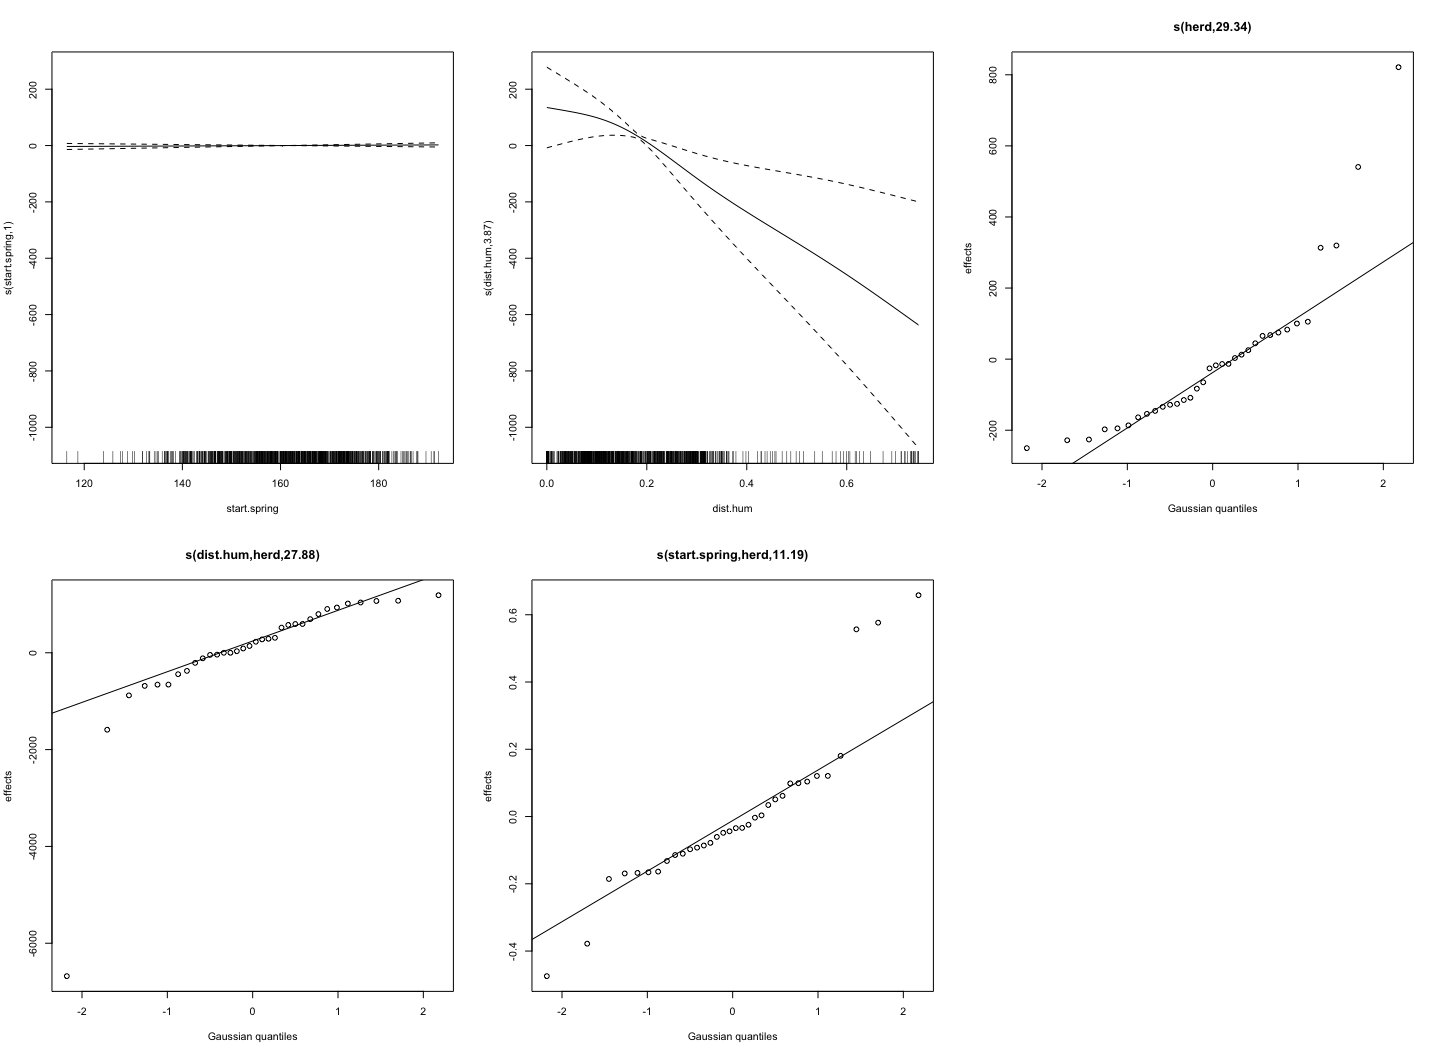 s(start.spring,1)
200
0
-200
-400
-600
-800
-1000
120 140 160 180
start.spring
s(dist.hum,3.87)
200
0
-200
-400
-600
-800
-1000
0.0 0.2 0.4 0.6
dist.hum
s(herd,29.34)
effects
800
600
400
200
0
-200
-2 -1 0 1 2
Gaussian quantiles
s(dist.hum,herd,27.88)
effects
0
-2000
-4000
-6000
-2 -1 0 1 2
Gaussian quantiles
s(start.spring,herd,11.19)
effects
0.6
0.4
0.2
0.0
-0.2
-0.4
-2 -1 0 1 2
Gaussian quantiles